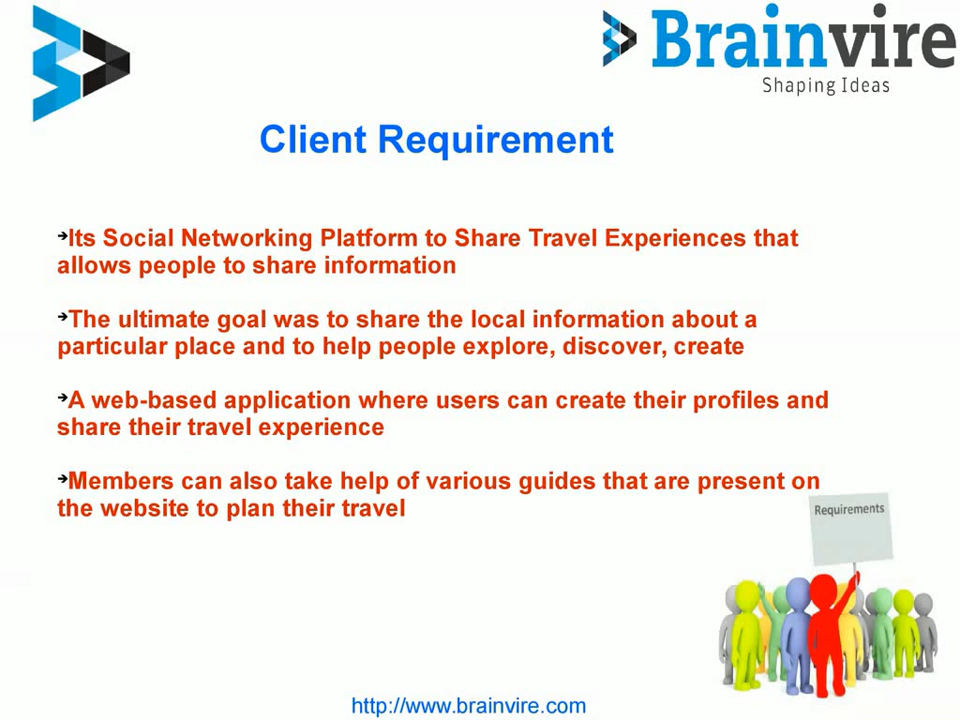 Brainvire
Shaping Ideas
Client Requirement
➔Its Social Networking Platform to Share Travel Experiences that
allows people to share information
➔The ultimate goal was to share the local information about a
particular place and to help people explore, discover, create
➔A web-based application where users can create their profiles and
share their travel experience
➔Members can also take help of various guides that are present on
the website to plan their travel
Requirements
http://www.brainvire.com